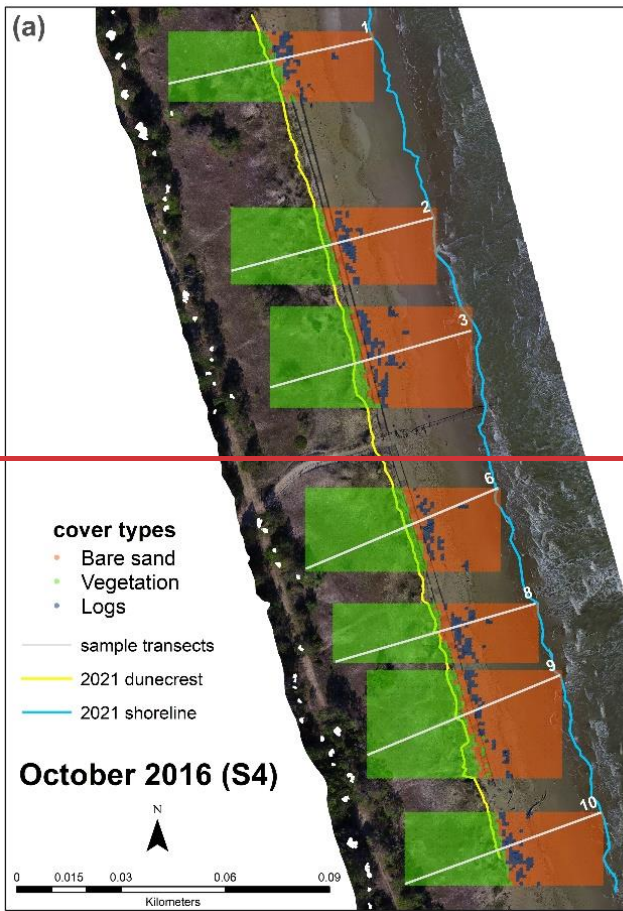 (a)
1
2
3
6
cover types
Bare sand
Vegetation
Logs
8
sample transects
9
2021 dunecrest
2021 shoreline
October 2016 (S4)
N
10
0 0.015 0.03 0.06 0.09
Kilometers